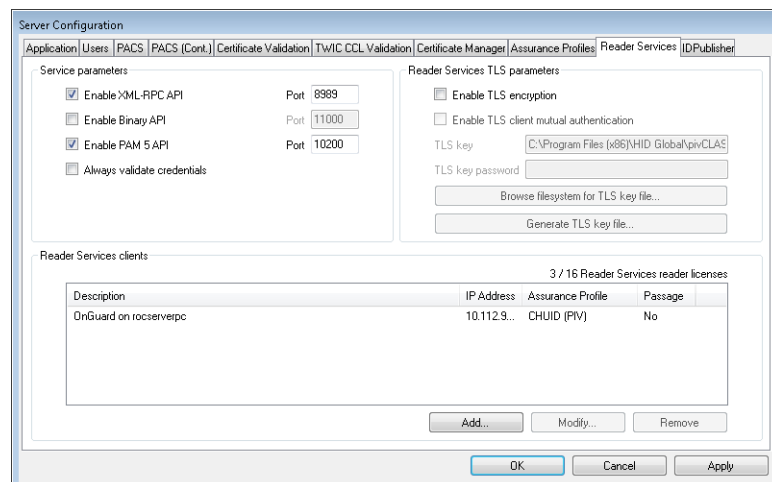 Server Configuration
Application Users PACS PACS (Cont.) Certificate Validation TWIC CCL Validation Certificate Manager Assurance Profiles Reader Services IDPublisher
Service parameters
Enable XML-RPC API Port 8989
Enable Binary API Port 11000
Enable PAM 5 API Port 10200
Always validate credentials
Reader Services TLS parameters
Enable TLS encryption
Enable TLS client mutual authentication
TLS key C:\Program Files (x86)\HID Global\pivCLAS
TLS key password
Browse filesystem for TLS key file...
Generate TLS key file...
Reader Services clients
3 / 16 Reader Services reader licenses
Description IP Address Assurance Profile Passage
OnGuard on rocserverpc 10.112.9... CHUID (PIV) No
Add... Modify... Remove
OK Cancel Apply